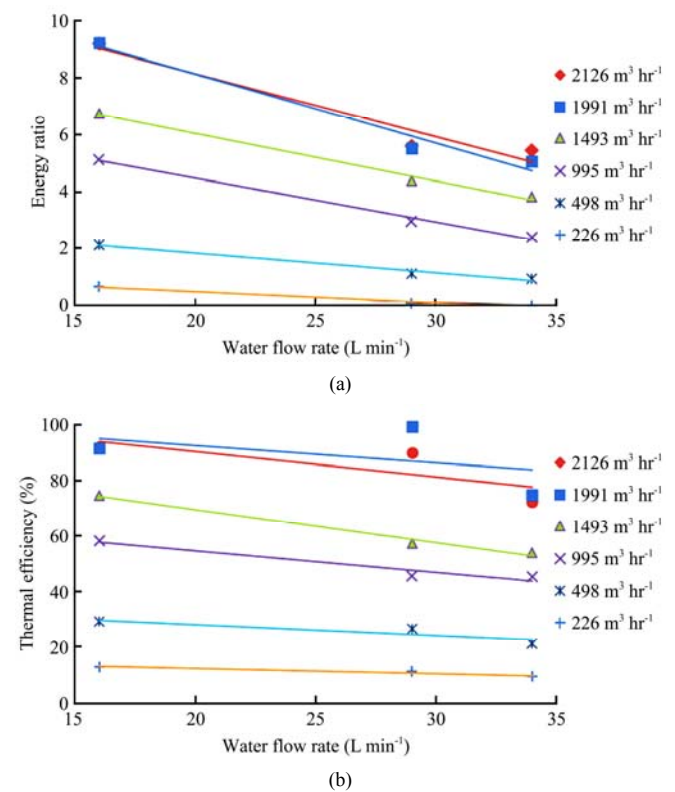 10
8
6
4
2
0
Energy ratio
15 20 25 30 35
Water flow rate (L min⁻¹)
2126 m³ hr⁻¹
1991 m³ hr⁻¹
1493 m³ hr⁻¹
995 m³ hr⁻¹
498 m³ hr⁻¹
226 m³ hr⁻¹
(a)
100
80
60
40
20
0
Thermal efficiency (%)
15 20 25 30 35
Water flow rate (L min⁻¹)
2126 m³ hr⁻¹
1991 m³ hr⁻¹
1493 m³ hr⁻¹
995 m³ hr⁻¹
498 m³ hr⁻¹
226 m³ hr⁻¹
(b)